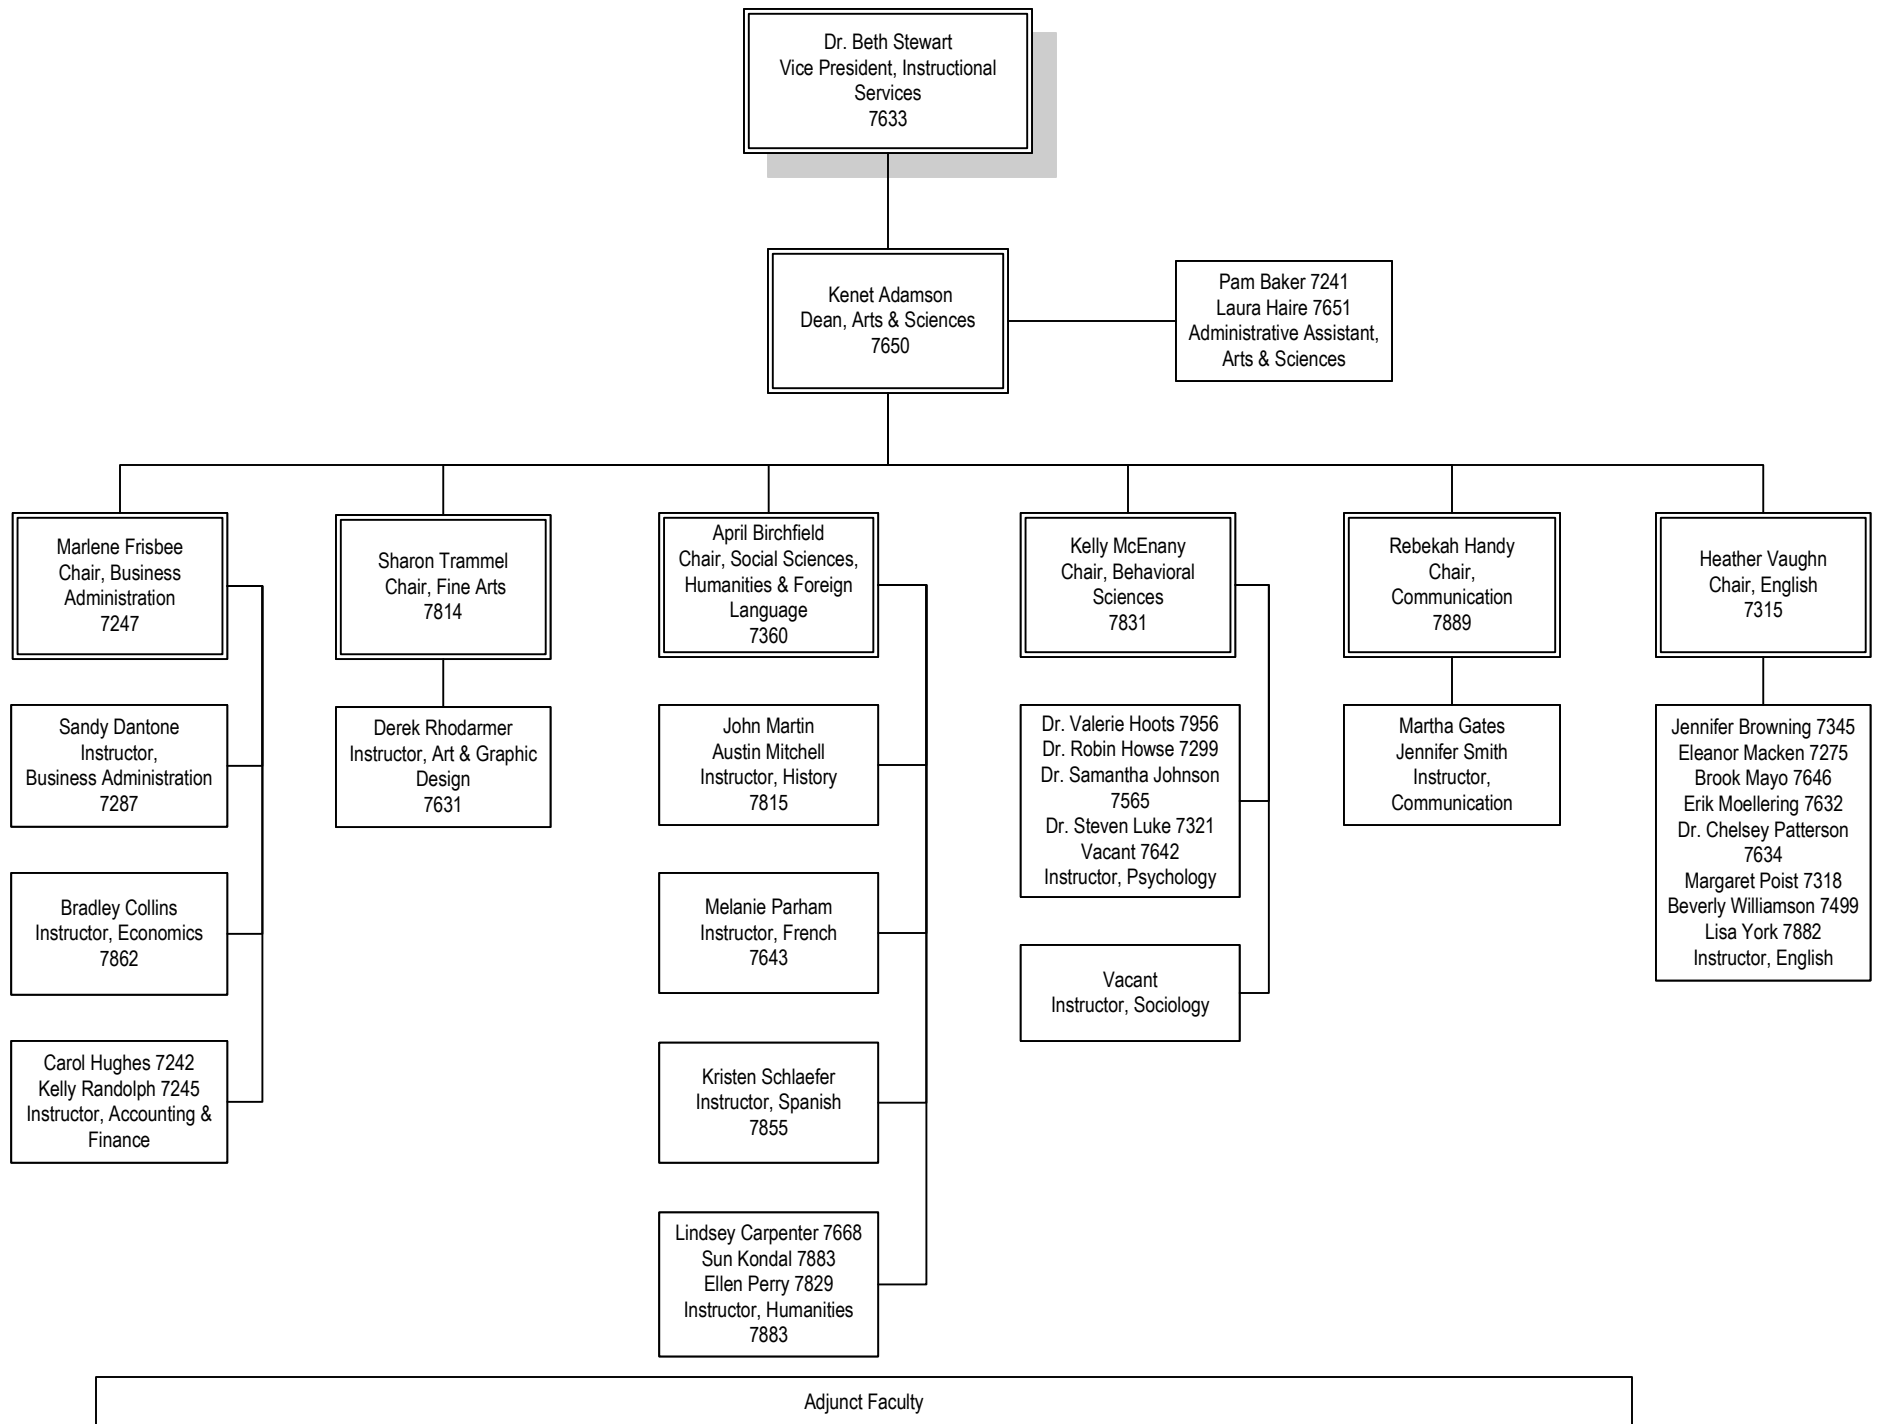 Dr. Beth Stewart
Vice President, Instructional
Services
7633
Kenet Adamson
Dean, Arts & Sciences
7650
Pam Baker 7241
Laura Haire 7651
Administrative Assistant,
Arts & Sciences
Marlene Frisbee
Chair, Business
Administration
7247
Sandy Dantone
Instructor,
Business Administration
7287
Bradley Collins
Instructor, Economics
7862
Carol Hughes 7242
Kelly Randolph 7245
Instructor, Accounting &
Finance
Sharon Trammel
Chair, Fine Arts
7814
Derek Rhodarmer
Instructor, Art & Graphic
Design
7631
April Birchfield
Chair, Social Sciences,
Humanities & Foreign
Language
7360
John Martin
Austin Mitchell
Instructor, History
7815
Melanie Parham
Instructor, French
7643
Kristen Schlaefer
Instructor, Spanish
7855
Lindsey Carpenter 7668
Sun Kondal 7883
Ellen Perry 7829
Instructor, Humanities
7883
Kelly McEnany
Chair, Behavioral
Sciences
7831
Dr. Valerie Hoots 7956
Dr. Robin Howse 7299
Dr. Samantha Johnson
7565
Dr. Steven Luke 7321
Vacant 7642
Instructor, Psychology
Vacant
Instructor, Sociology
Rebekah Handy
Chair,
Communication
7889
Martha Gates
Jennifer Smith
Instructor,
Communication
Heather Vaughn
Chair, English
7315
Jennifer Browning 7345
Eleanor Macken 7275
Brook Mayo 7646
Erik Moellering 7632
Dr. Chelsey Patterson
7634
Margaret Poist 7318
Beverly Williamson 7499
Lisa York 7882
Instructor, English
Adjunct Faculty